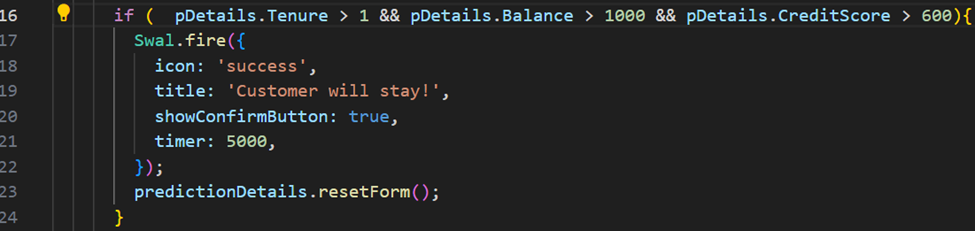 16 if (  pDetails.Tenure > 1 && pDetails.Balance > 1000 && pDetails.CreditScore > 600){
17 Swal.fire({
18 icon: 'success',
19 title: 'Customer will stay!',
20 showConfirmButton: true,
21 timer: 5000,
22 });
23 predictionDetails.resetForm();
24 }